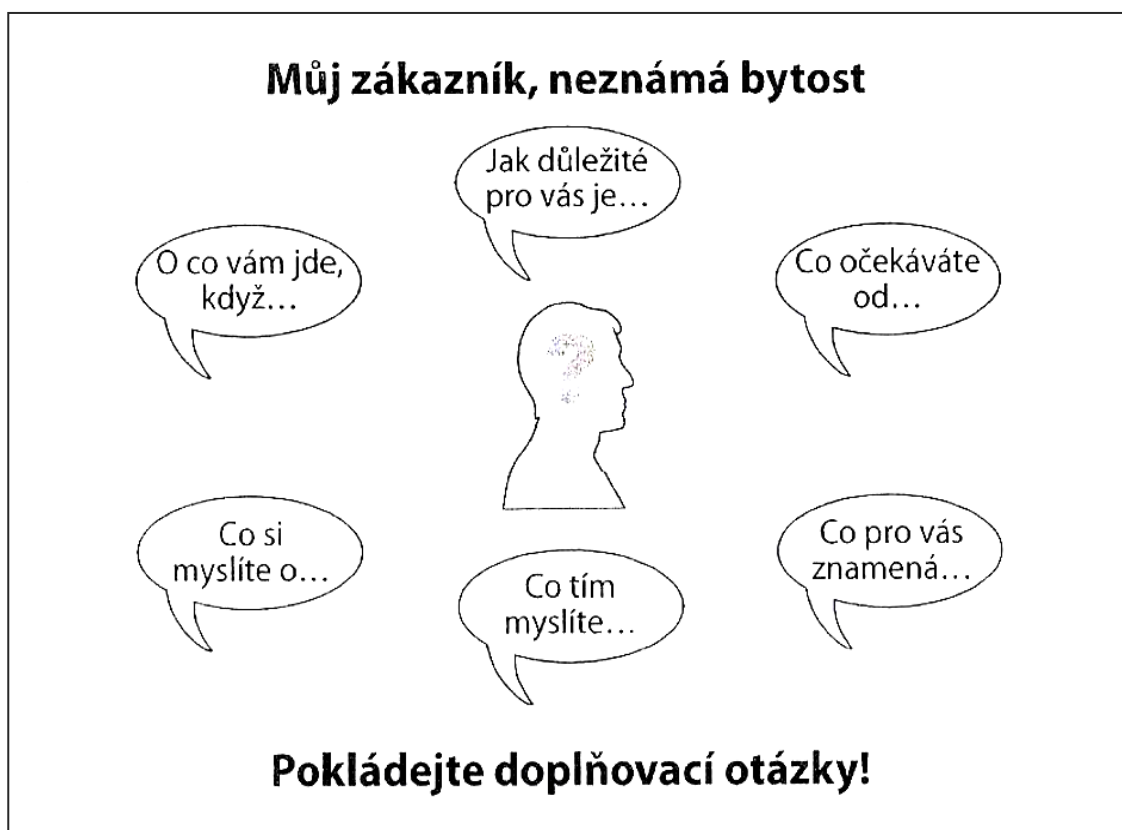 Můj zákazník, neznámá bytost
Jak důležité
pro vás je…
O co vám jde,
když…
Co očekáváte
od…
?
Co si
myslíte o…
Co tím
myslíte…
Co pro vás
znamená…
Pokládejte doplňovací otázky!